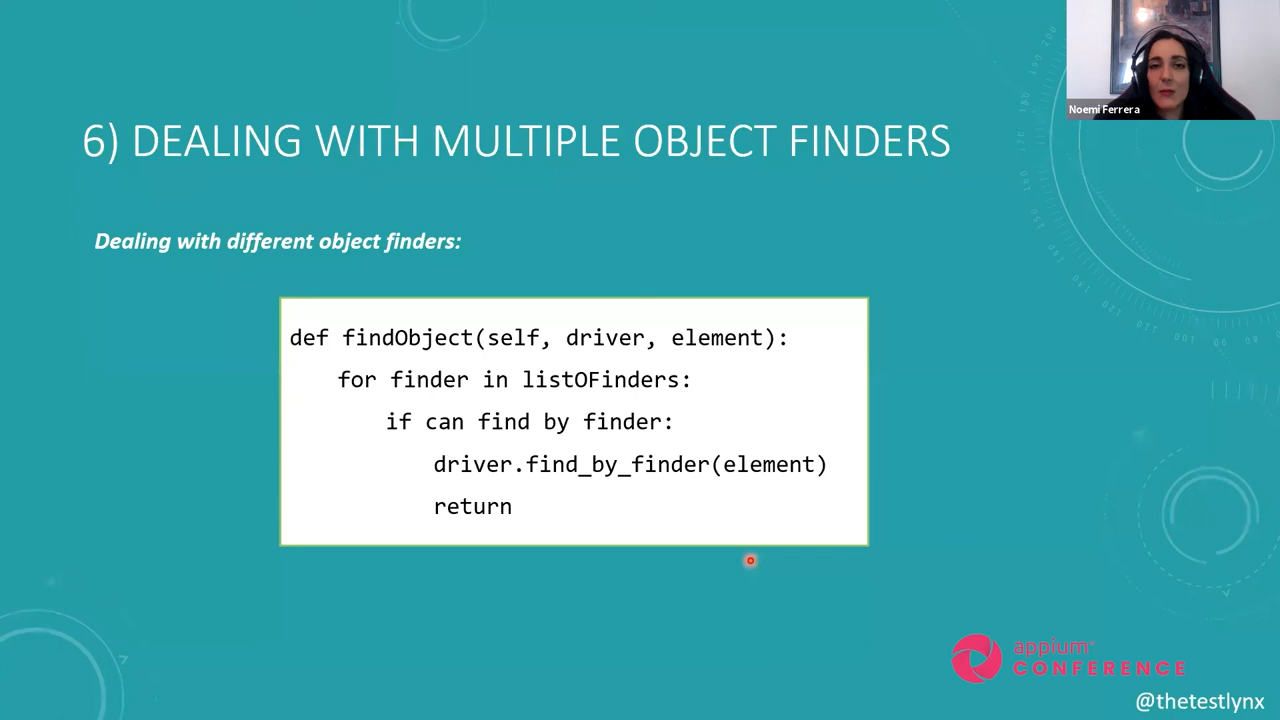 Noemi Ferrera
6) DEALING WITH MULTIPLE OBJECT FINDERS
Dealing with different object finders:
def findObject(self, driver, element):
for finder in listOFinders:
if can find by finder:
driver.find_by_finder(element)
return
appium™
CONFERENCE
@thetestlynx